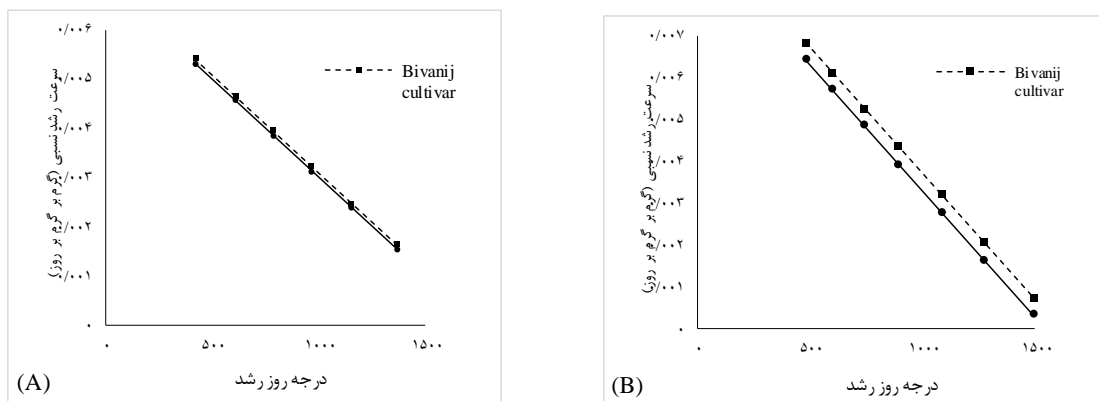 ۰/۰۰۶
۰/۰۰۵
۰/۰۰۴
۰/۰۰۳
۰/۰۰۲
۰/۰۰۱
۰
سرعت رشد نسبی (گرم بر گرم بر روز)
Bivanij
cultivar
۰ ۵۰۰ ۱۰۰۰ ۱۵۰۰
درجه روز رشد
(A)
۰/۰۰۷
۰/۰۰۶
۰/۰۰۵
۰/۰۰۴
۰/۰۰۳
۰/۰۰۲
۰/۰۰۱
۰
سرعت رشد نسبی (گرم بر گرم بر روز)
Bivanij
cultivar
۰ ۵۰۰ ۱۰۰۰ ۱۵۰۰
درجه روز رشد
(B)